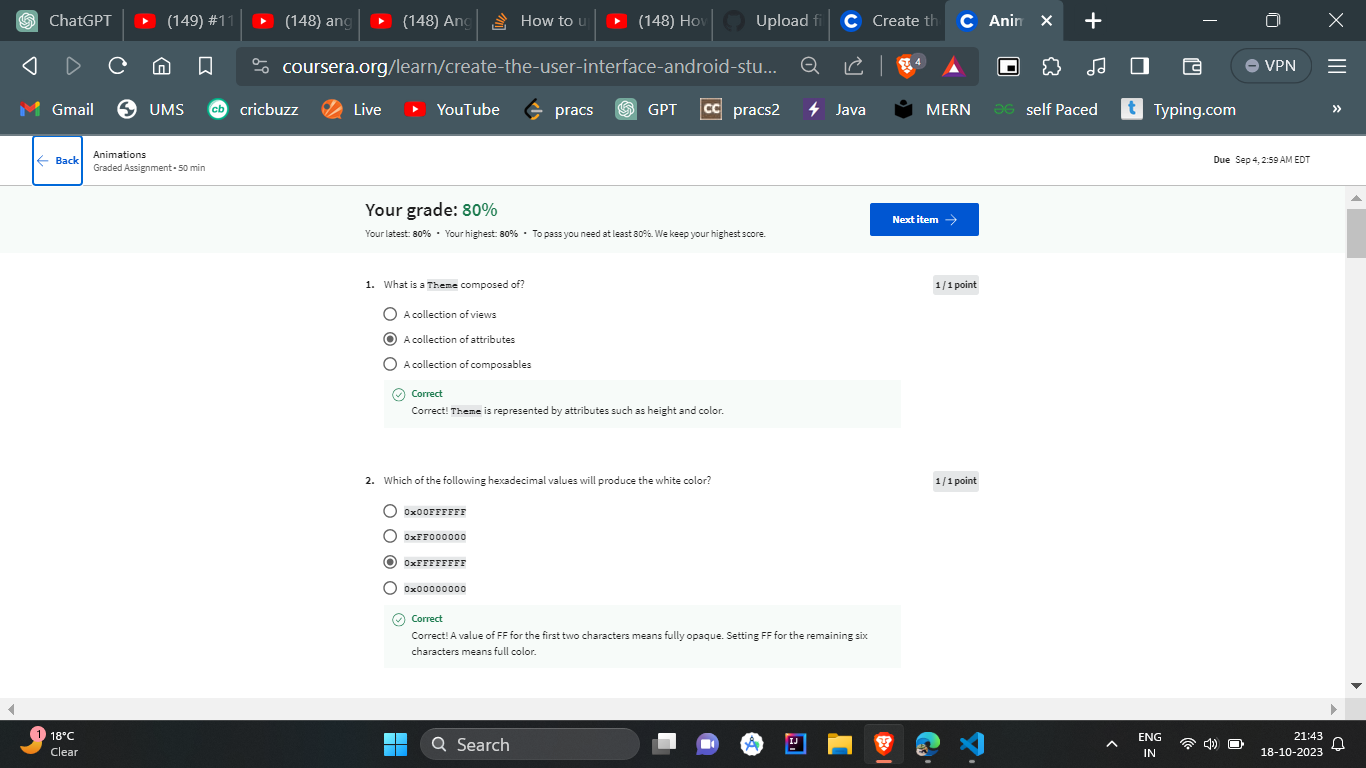 ChatGPT
(149) #11
(148) ang
(148) Ang
How to u
(148) How
Upload fi
Create th
Anim
coursera.org/learn/create-the-user-interface-android-stu...
4
VPN
Gmail
UMS
cb
cricbuzz
Live
YouTube
pracs
GPT
CC
pracs2
Java
MERN
self Paced
t
Typing.com
»
Back
Animations
Graded Assignment • 50 min
Due Sep 4, 2:59 AM EDT
Your grade: 80%
Your latest: 80% • Your highest: 80% • To pass you need at least 80%. We keep your highest score.
Next item
1. What is a Theme composed of?
1 / 1 point
A collection of views
A collection of attributes
A collection of composables
Correct
Correct! Theme is represented by attributes such as height and color.
2. Which of the following hexadecimal values will produce the white color?
1 / 1 point
0x00FFFFFF
0xFF000000
0xFFFFFFFF
0x00000000
Correct
Correct! A value of FF for the first two characters means fully opaque. Setting FF for the remaining six
characters means full color.
1
18°C
Clear
Search
IJ
ENG
IN
21:43
18-10-2023